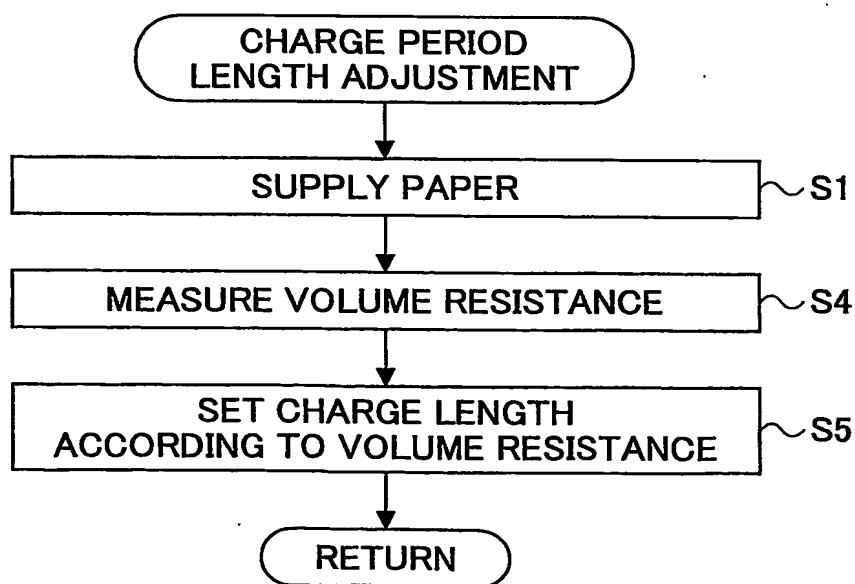 CHARGE PERIOD
LENGTH ADJUSTMENT
SUPPLY PAPER
S1
MEASURE VOLUME RESISTANCE
S4
SET CHARGE LENGTH
ACCORDING TO VOLUME RESISTANCE
S5
RETURN